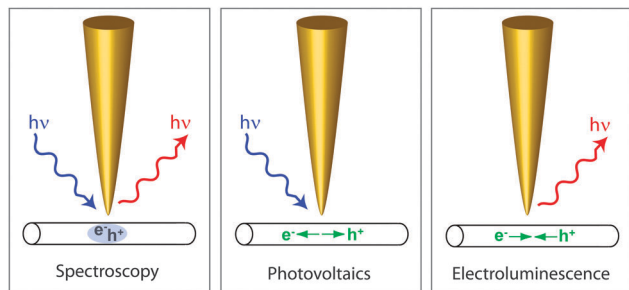 hν
hν
e⁻
h⁺
Spectroscopy
hν
e⁻
h⁺
Photovoltaics
hν
e⁻
h⁺
Electroluminescence